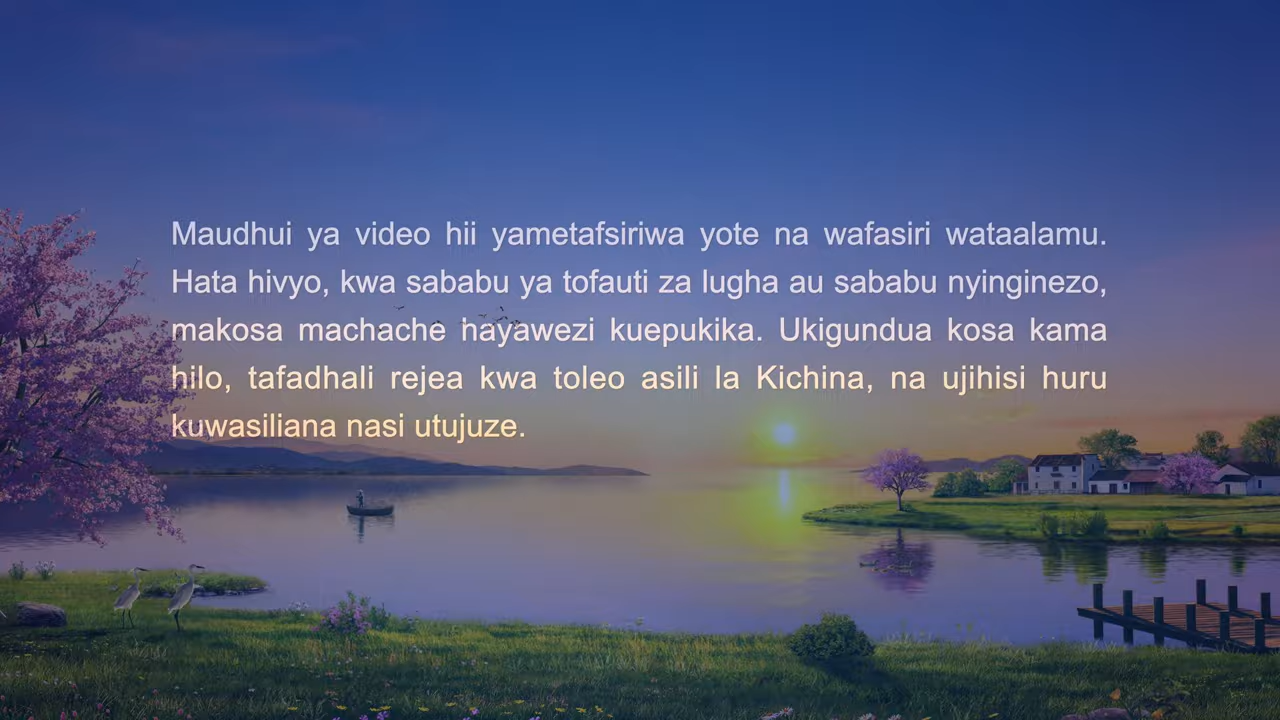 Maudhui ya video hii yametafsiriwa yote na wafasiri wataalamu.
Hata hivyo, kwa sababu ya tofauti za lugha au sababu nyinginezo,
makosa machache hayawezi kuepukika. Ukigundua kosa kama
hilo, tafadhali rejea kwa toleo asili la Kichina, na ujihisi huru
kuwasiliana nasi utujuze.